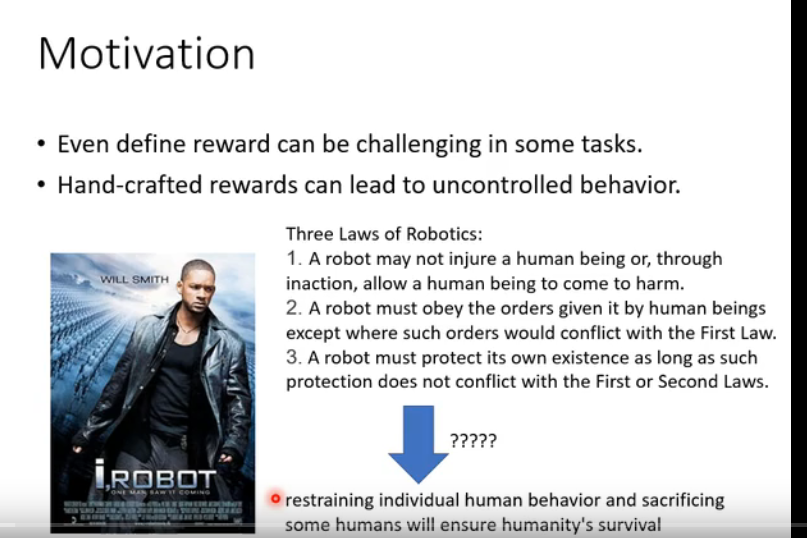 Motivation
• Even define reward can be challenging in some tasks.
• Hand-crafted rewards can lead to uncontrolled behavior.
Three Laws of Robotics:
1. A robot may not injure a human being or, through
inaction, allow a human being to come to harm.
2. A robot must obey the orders given it by human beings
except where such orders would conflict with the First Law.
3. A robot must protect its own existence as long as such
protection does not conflict with the First or Second Laws.
WILL SMITH
I,ROBOT
ONE MAN SAW IT COMING
?????
restraining individual human behavior and sacrificing
some humans will ensure humanity's survival